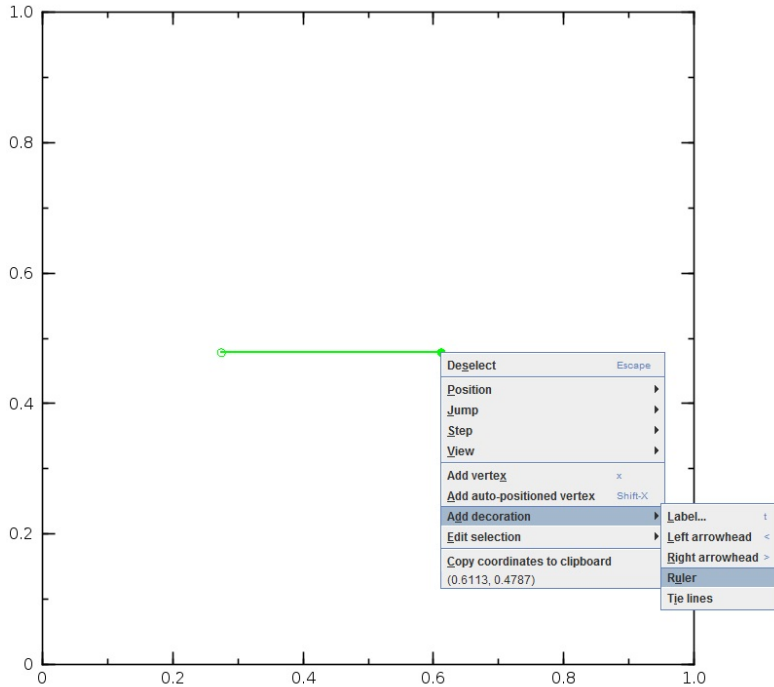 1.0
0.8
0.6
Deselect Escape
Position
0.4
Jump
Step
View
Add vertex x
Add auto-positioned vertex Shift-X
Add decoration
Label... t
0.2
Edit selection
Left arrowhead <
Copy coordinates to clipboard
Right arrowhead >
(0.6113, 0.4787)
Ruler
Tie lines
0
0 0.2 0.4 0.6 0.8 1.0